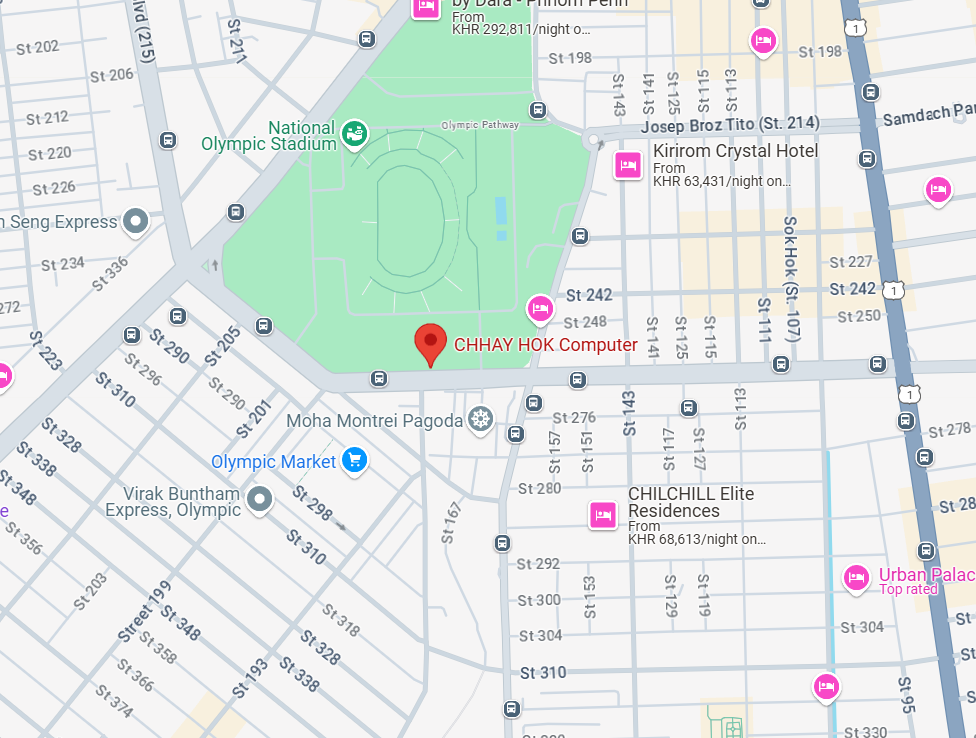 by Dara - Phnom Penh
From
KHR 292,811/night o...
St 202
lvd (215)
St 211
St 206
St 198
St 198
1
St 212
St 143
St 141
St 125
St 115
St 113
National
Olympic Stadium
Olympic Pathway
Josep Broz Tito (St. 214)
Samdach Pa
St 220
Kirirom Crystal Hotel
From
KHR 63,431/night on...
St 226
n Seng Express
St 234
St 336
Sok Hok (St. 107)
St 227
St 242
St 242
1
272
St 248
St 250
St 111
St 223
St 290
St 205
St 141
St 125
St 115
CHHAY HOK Computer
St 296
St 310
St 290
St 201
St 143
St 113
1
Moha Montrei Pagoda
St 276
St 278
St 328
St 157
St 151
St 117
St 127
St 338
Olympic Market
St 348
St 280
Virak Buntham
Express, Olympic
St 298
CHILCHILL Elite
Residences
From
KHR 68,613/night on...
St 28
e
St 356
St 167
St 310
St 292
Urban Palac
Top rated
St 203
St 153
St 129
St 119
St 300
Street 199
St 348
St 318
St 304
St 304
St
St 358
St 328
St 310
St
St 366
St 193
St 338
St 95
S
St 374
St 330